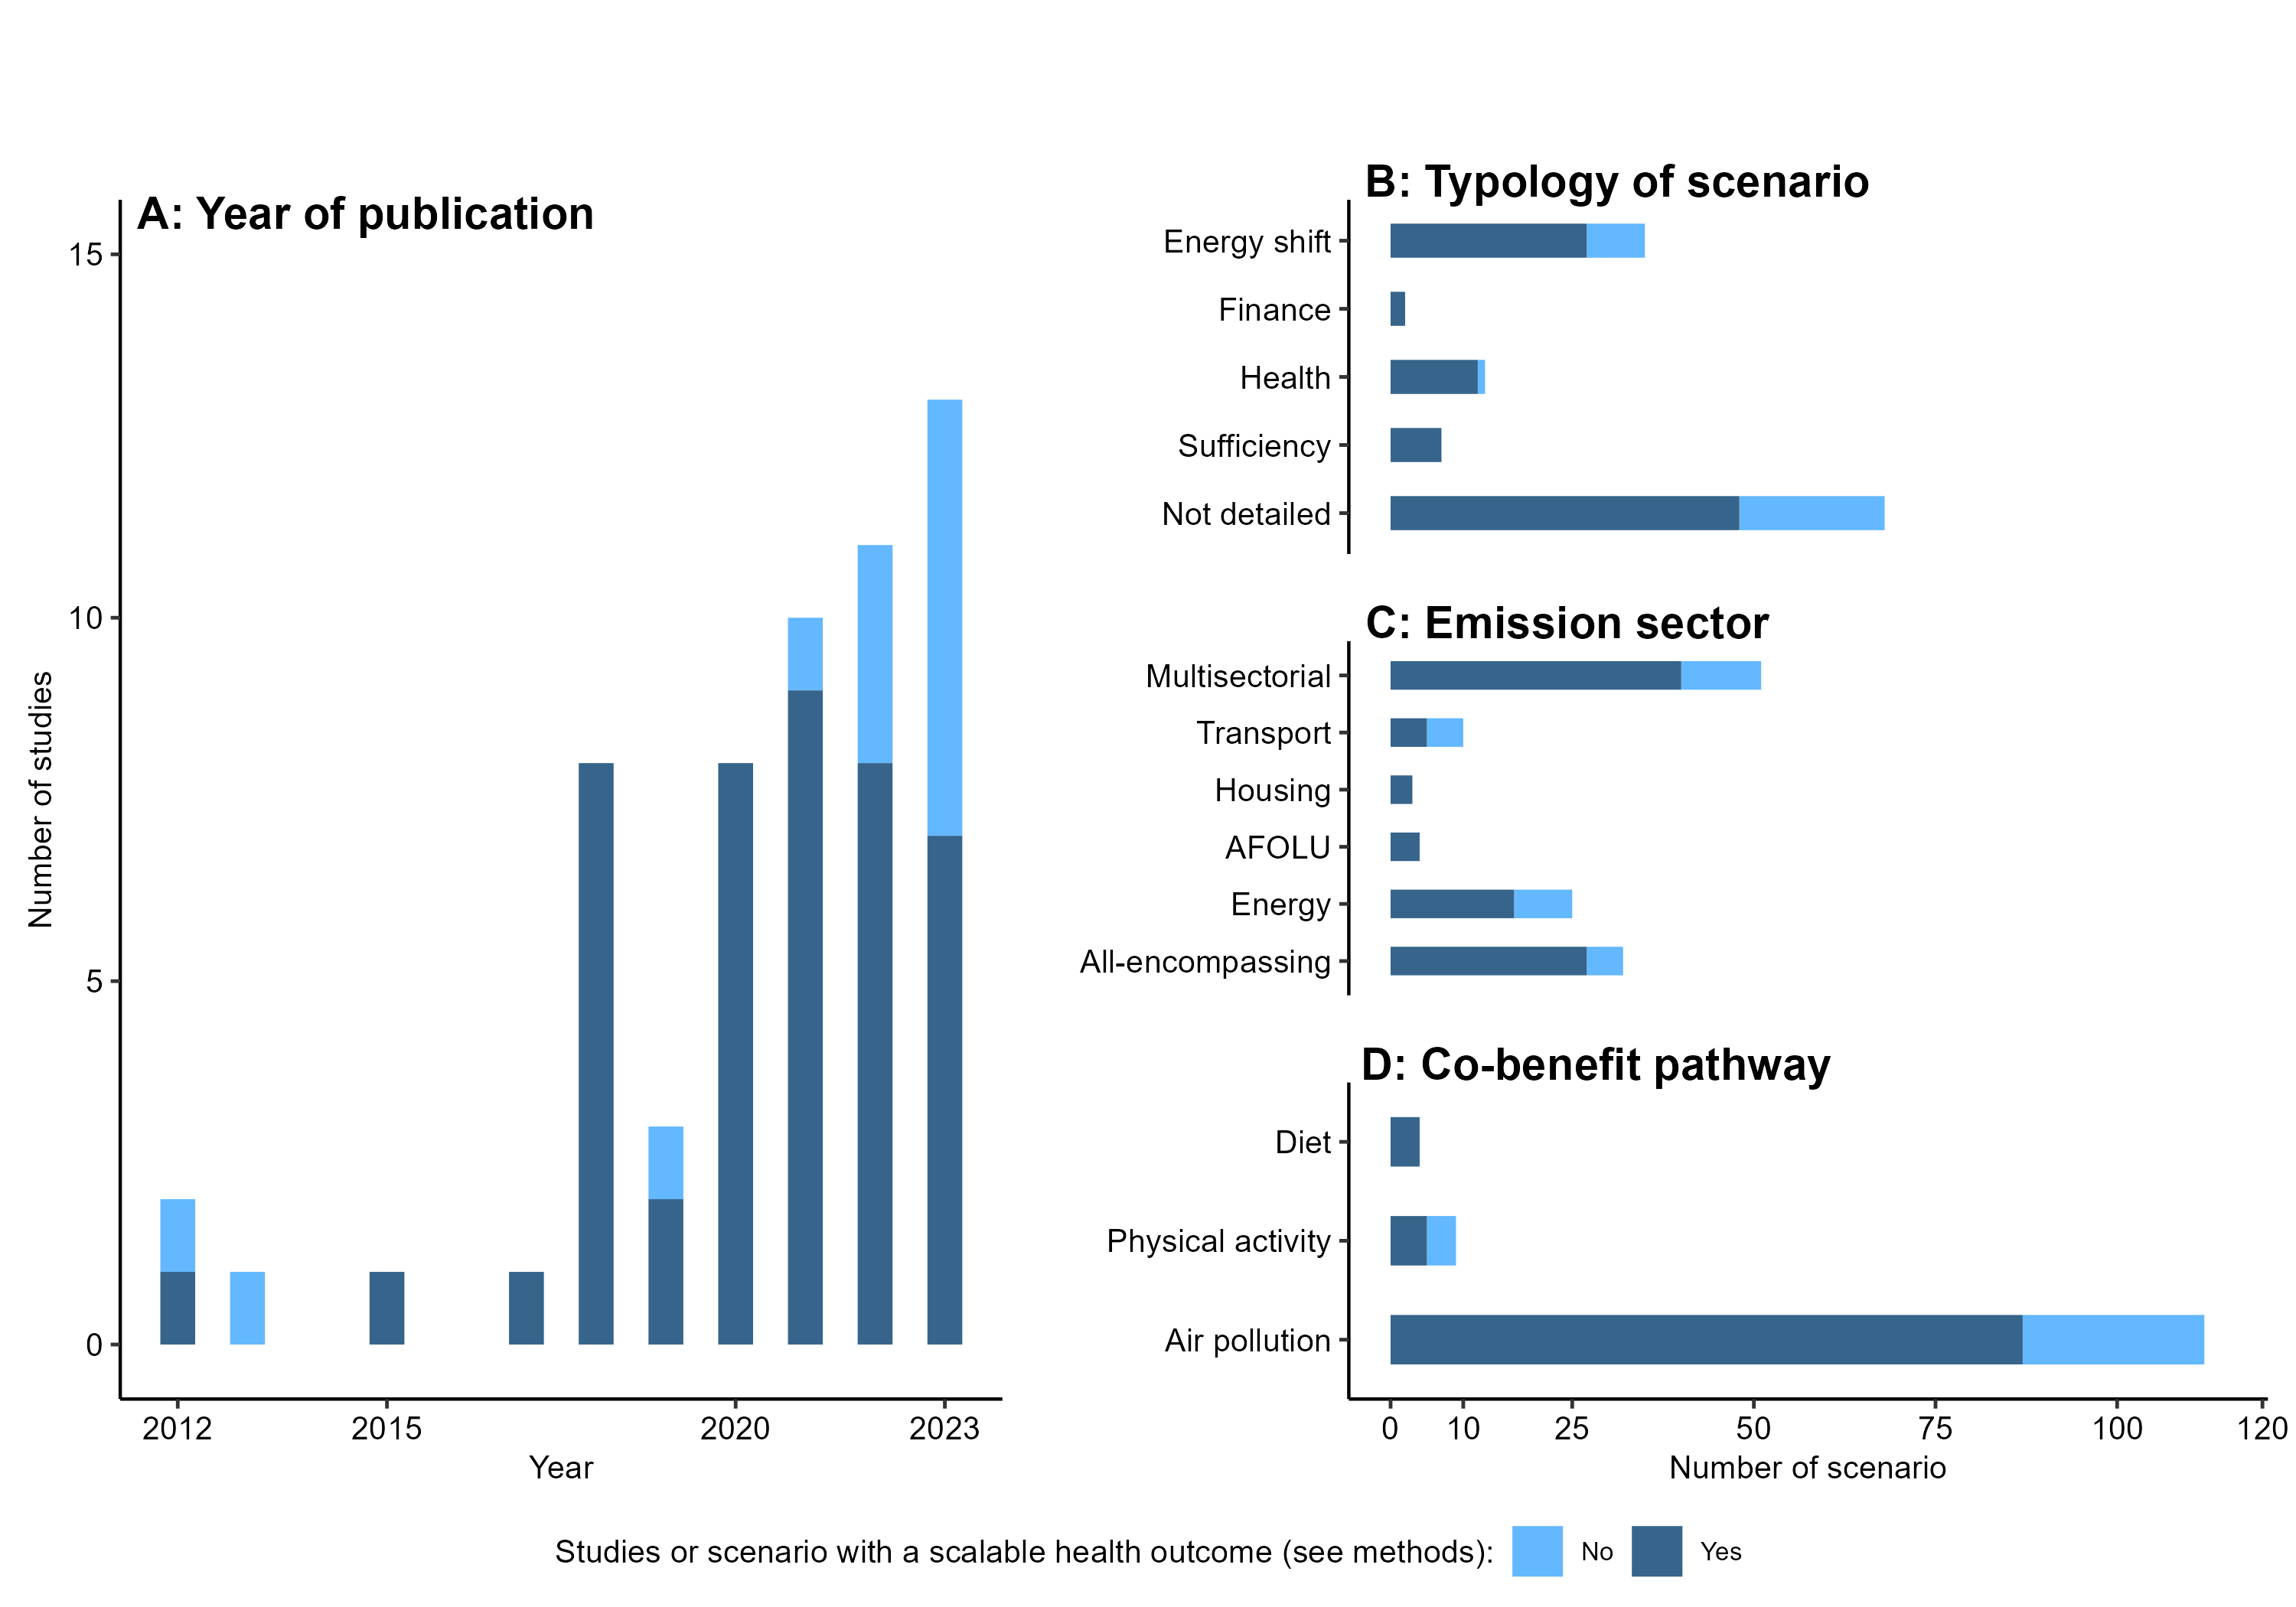 A: Year of publication
15
10
5
0
Number of studies
2012
2015
2020
2023
Year
B: Typology of scenario
Energy shift
Finance
Health
Sufficiency
Not detailed
C: Emission sector
Multisectorial
Transport
Housing
AFOLU
Energy
All-encompassing
D: Co-benefit pathway
Diet
Physical activity
Air pollution
0 10 25 50 75 100 120
Number of scenario
Studies or scenario with a scalable health outcome (see methods): No Yes